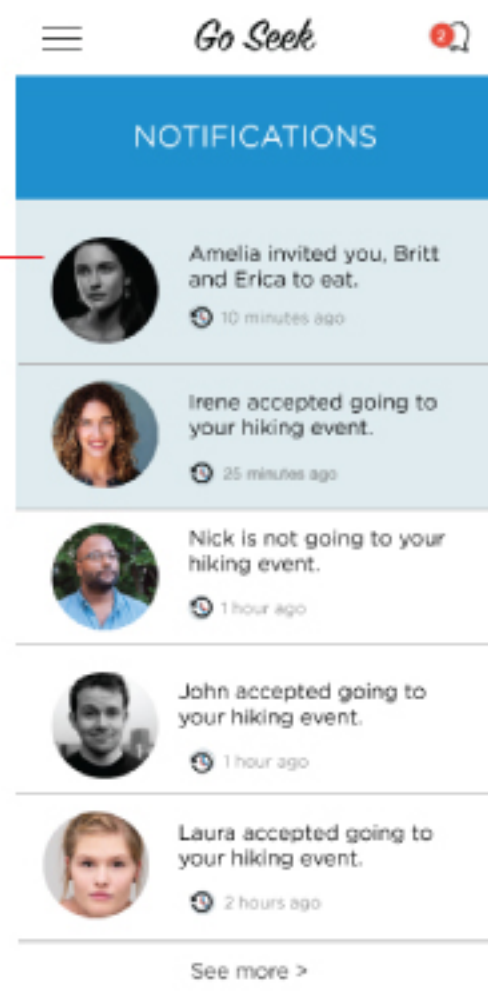 Go Seek
2
NOTIFICATIONS
Amelia invited you, Britt
and Erica to eat.
10 minutes ago
Irene accepted going to
your hiking event.
25 minutes ago
Nick is not going to your
hiking event.
1 hour ago
John accepted going to
your hiking event.
1 hour ago
Laura accepted going to
your hiking event.
2 hours ago
See more >